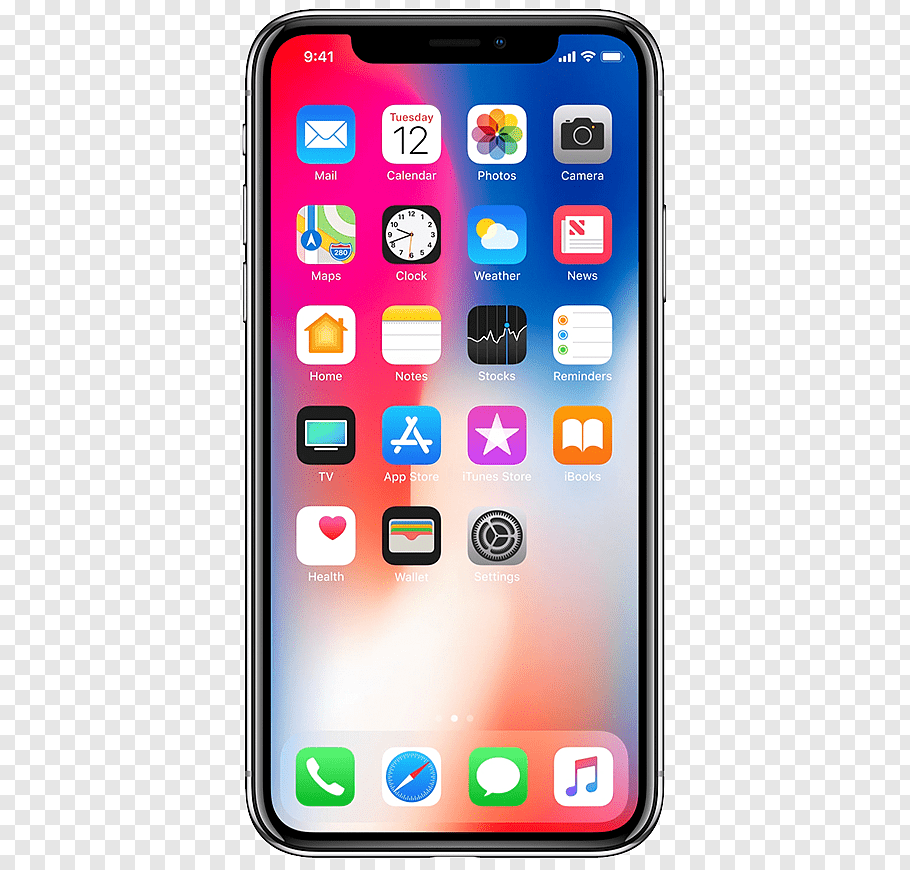 9:41
Tuesday
12
Mail Calendar Photos Camera
280
Maps Clock Weather News
Home Notes Stocks Reminders
TV App Store iTunes Store iBooks
Health Wallet Settings